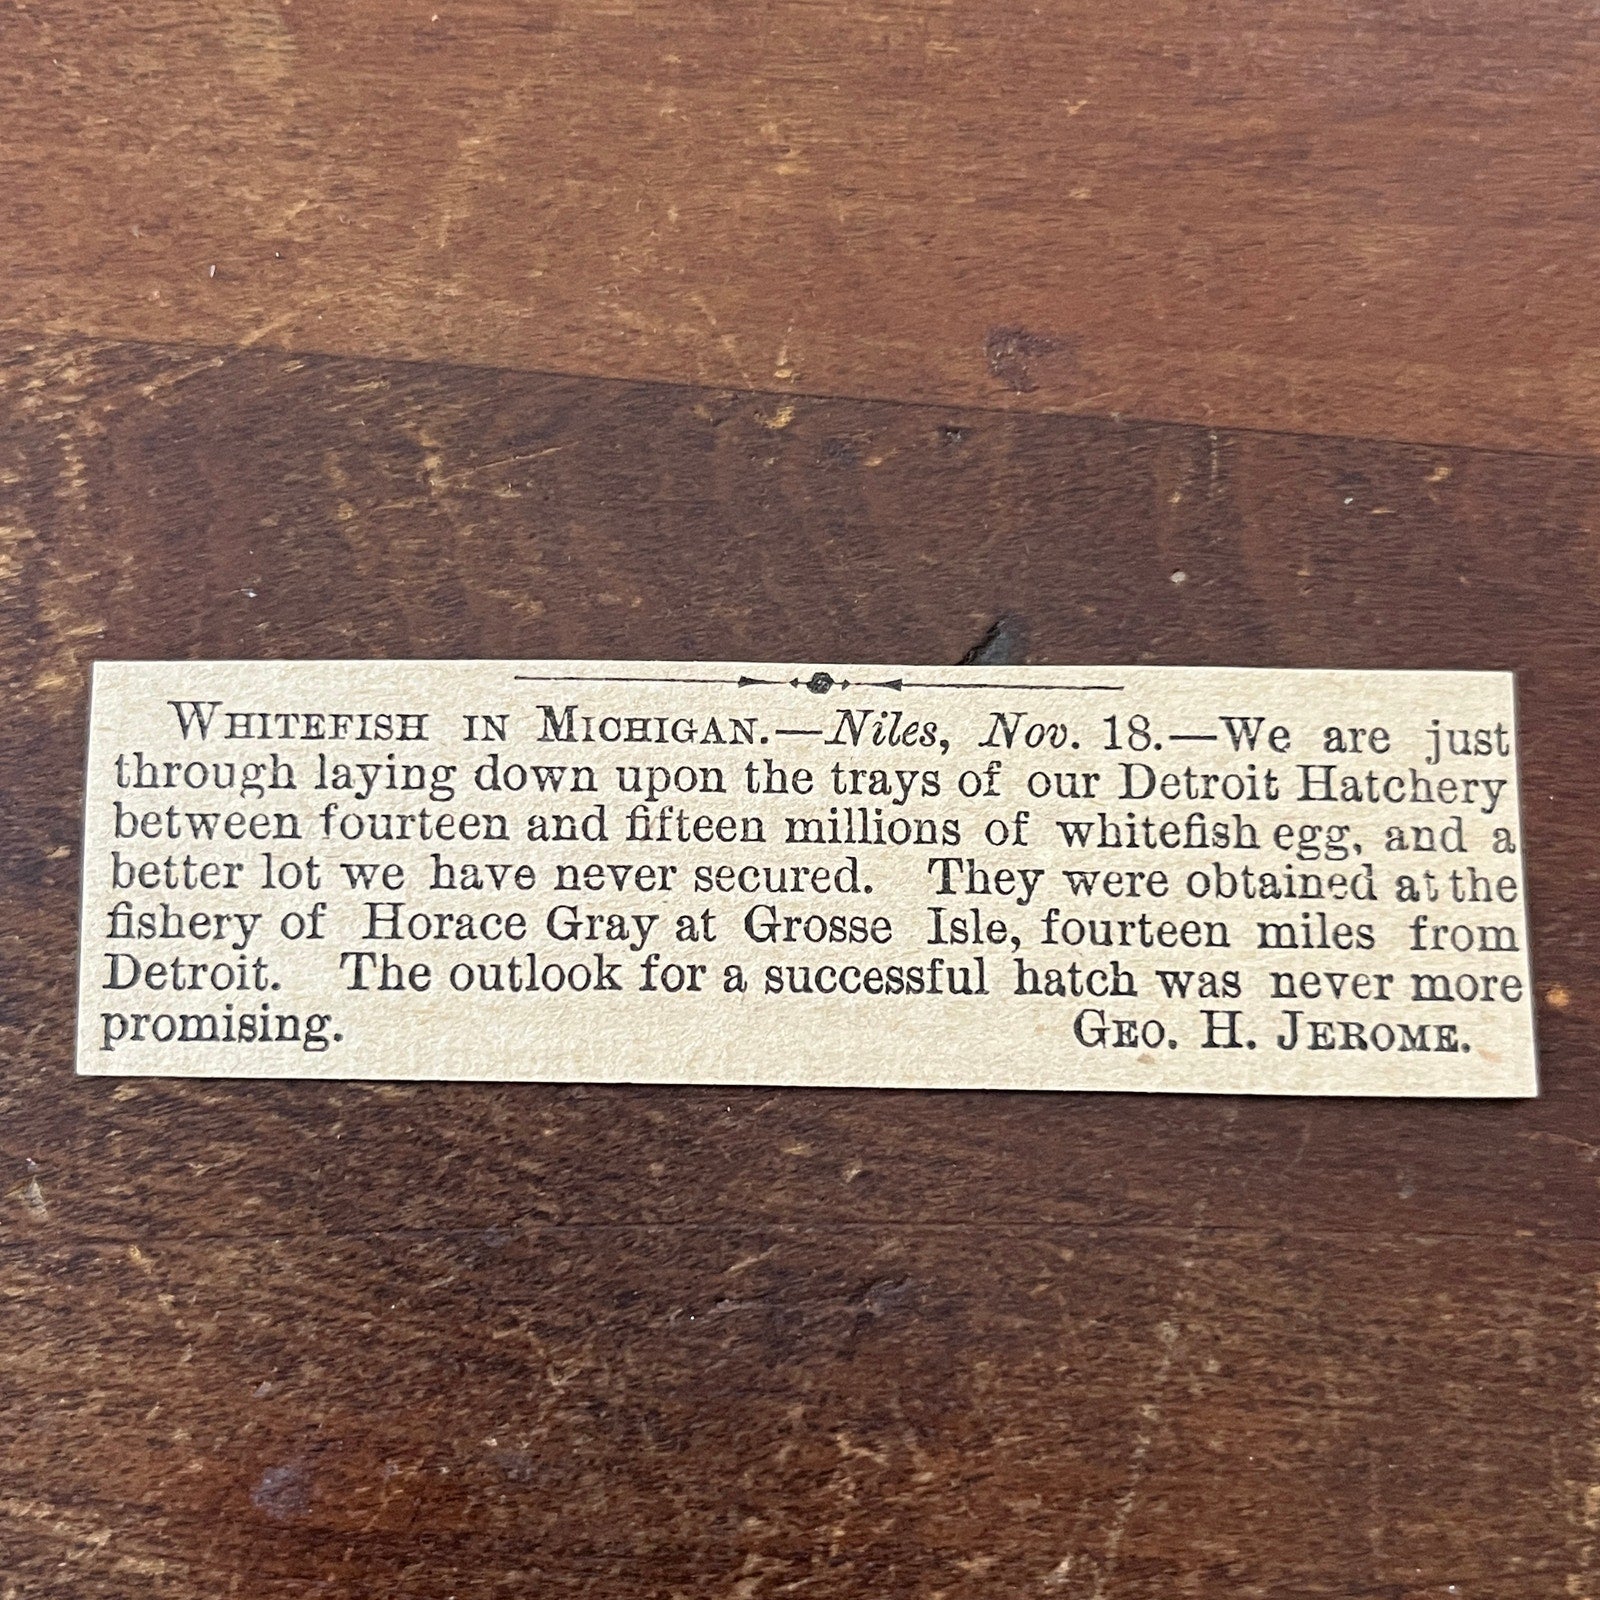 WHITEFISH IN MICHIGAN.—Niles, Nov. 18.—We are just
through laying down upon the trays of our Detroit Hatchery
between fourteen and fifteen millions of whitefish egg, and a
better lot we have never secured. They were obtained at the
fishery of Horace Gray at Grosse Isle, fourteen miles from
Detroit. The outlook for a successful hatch was never more
promising. GEO. H. JEROME.